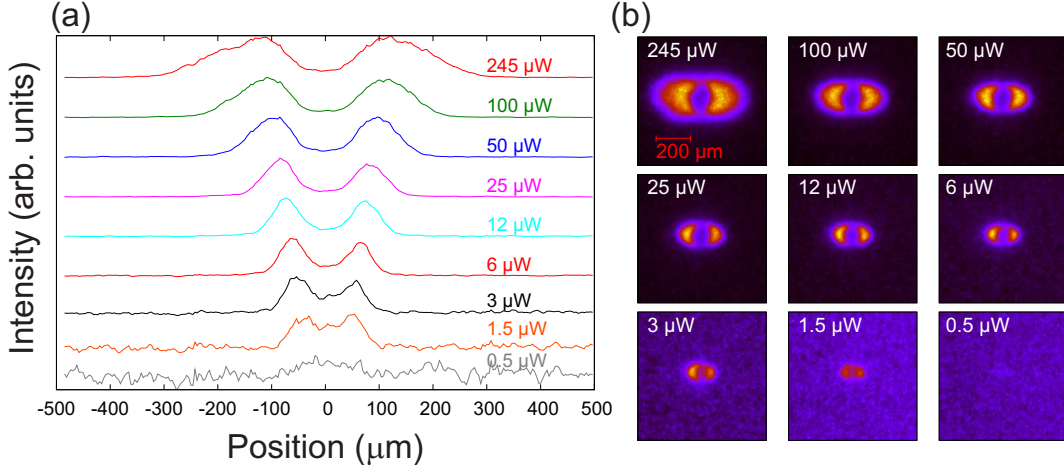 (a)
245 μW
100 μW
50 μW
25 μW
12 μW
6 μW
3 μW
1.5 μW
0.5 μW
Intensity (arb. units)
-500 -400 -300 -200 -100 0 100 200 300 400 500
Position (μm)
(b)
245 μW 100 μW 50 μW
200 μm
25 μW 12 μW 6 μW
3 μW 1.5 μW 0.5 μW